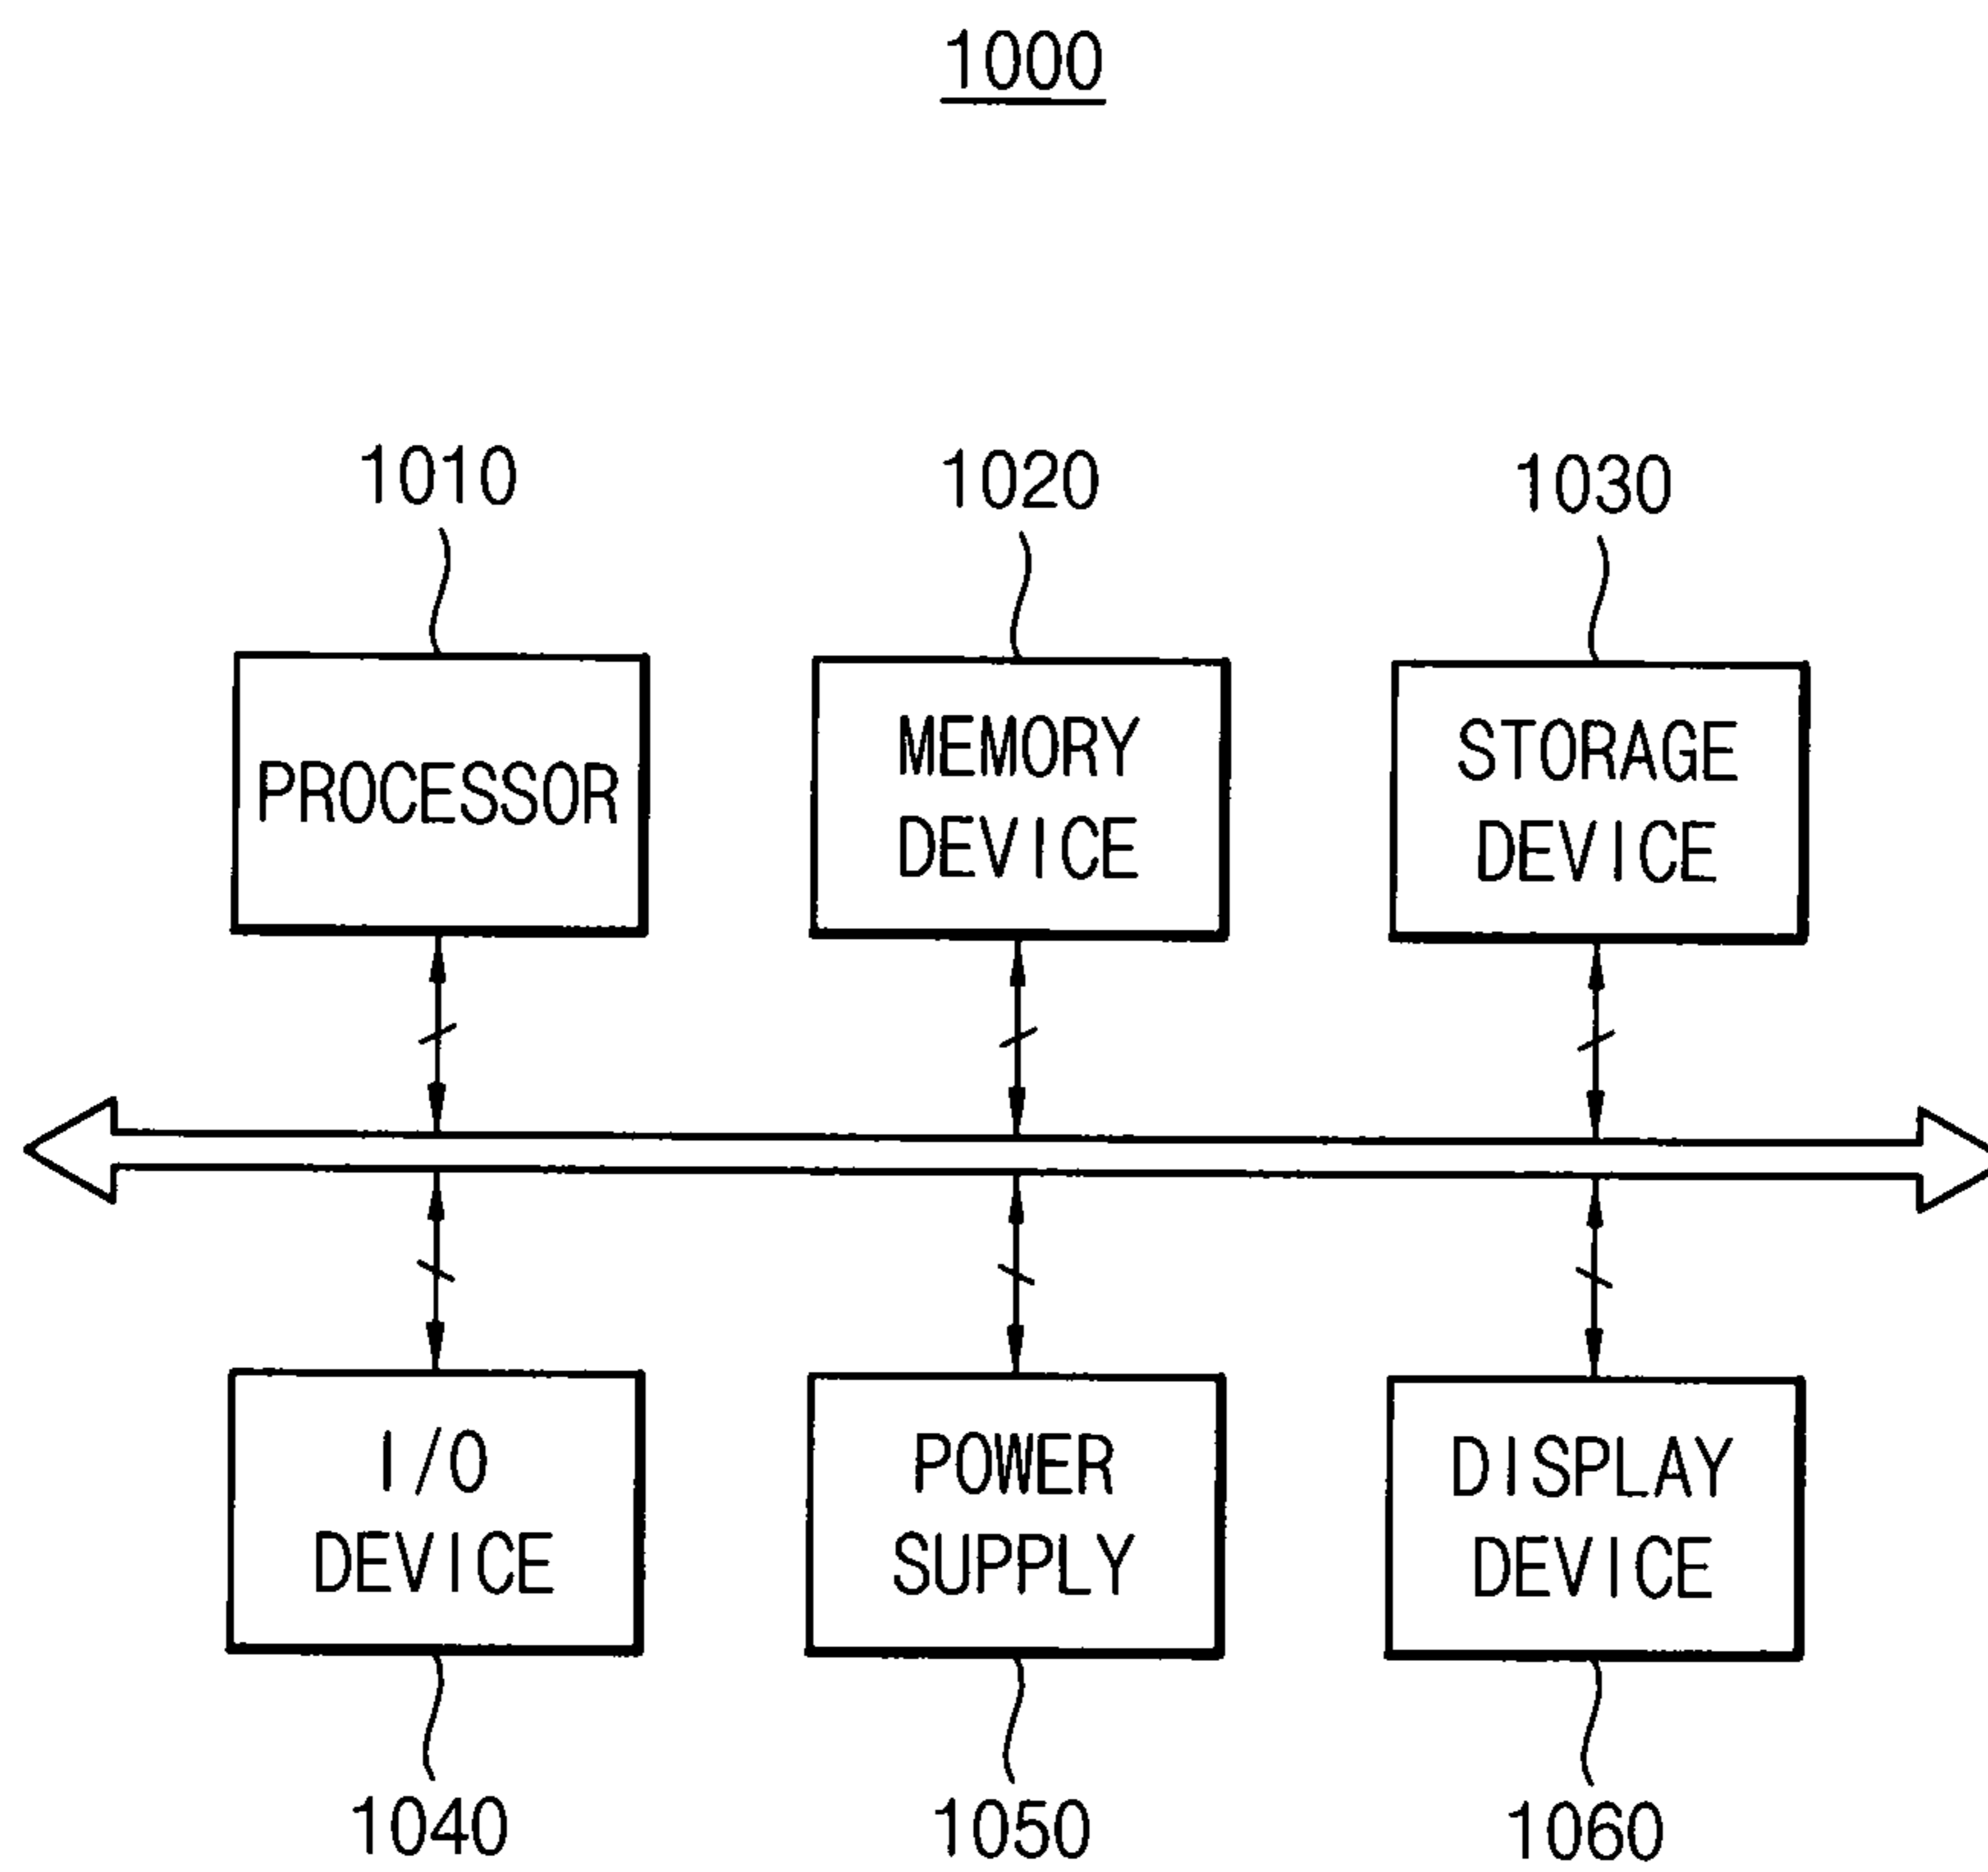 1000
1010
1020
1030
PROCESSOR
MEMORY
DEVICE
STORAGE
DEVICE
I/O
DEVICE
POWER
SUPPLY
DISPLAY
DEVICE
1040
1050
1060